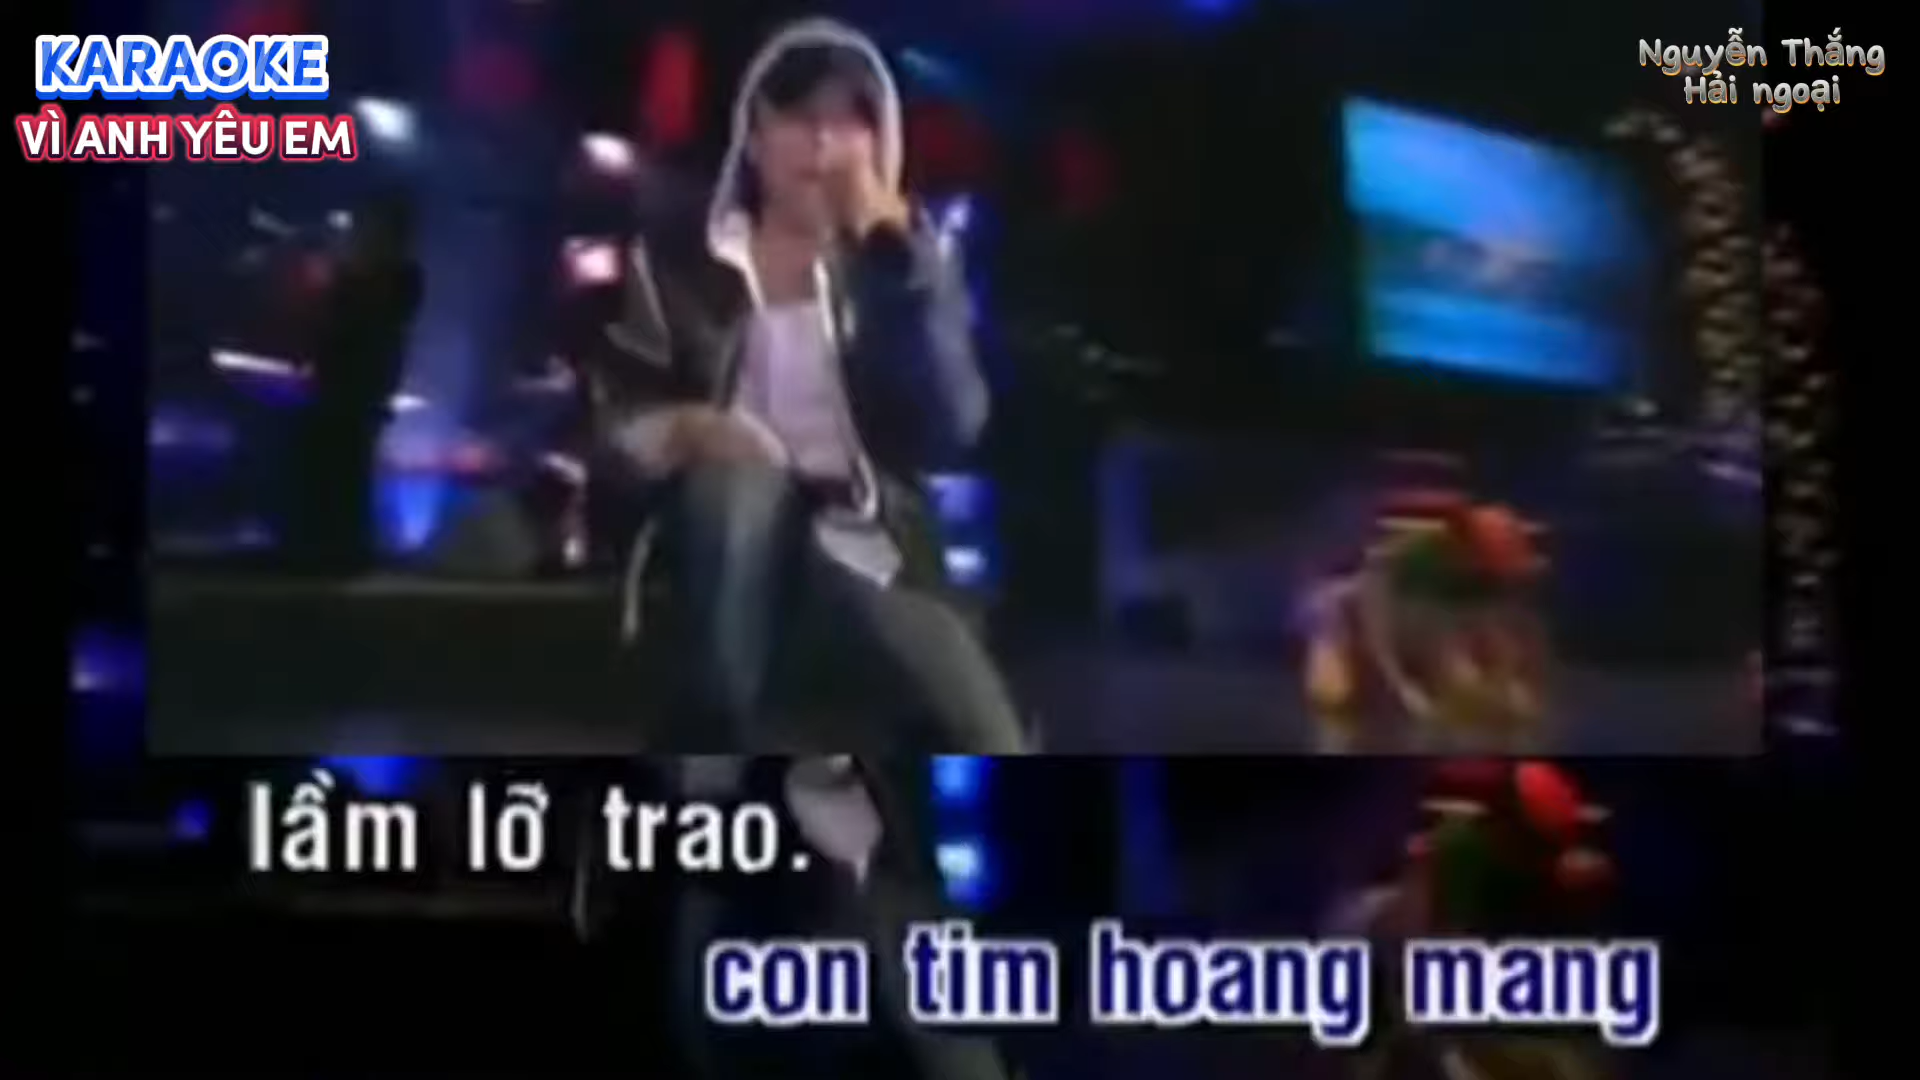 KARAOKE
VÌ ANH YÊU EM
Nguyễn Thắng
Hải ngoại
lầm lỡ trao.
con tim hoang mang